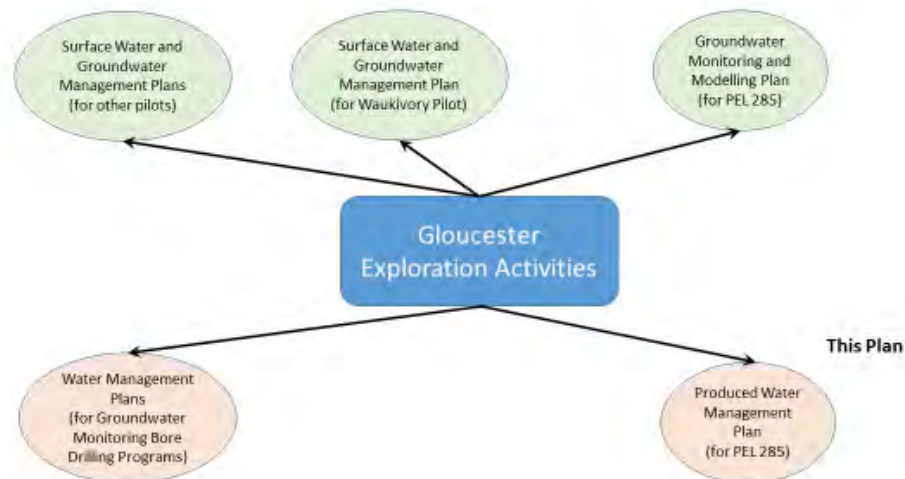 Surface Water and
Groundwater
Management Plans
(for other pilots)
Surface Water and
Groundwater
Management Plan
(for Waukivory Pilot)
Groundwater
Monitoring and
Modelling Plan
(for PEL 285)
Gloucester
Exploration Activities
This Plan
Water Management
Plans
(for Groundwater
Monitoring Bore
Drilling Programs)
Produced Water
Management
Plan
(for PEL 285)